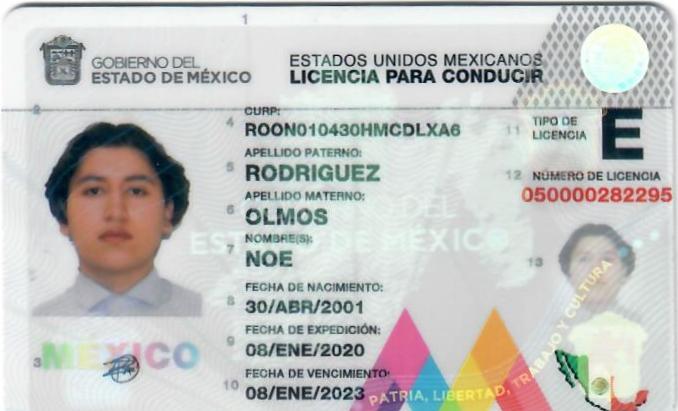 1
GOBIERNO DEL
ESTADO DE MÉXICO
ESTADOS UNIDOS MEXICANOS
LICENCIA PARA CONDUCIR
2
4
CURP:
ROON010430HMCDLXA6
11
TIPO DE
LICENCIA
E
5
APELLIDO PATERNO:
RODRIGUEZ
12
NÚMERO DE LICENCIA
050000282295
6
APELLIDO MATERNO:
OLMOS
GOBIERNO DEL
ESTADO DE MÉXICO
7
NOMBRE(S):
NOE
13
8
FECHA DE NACIMIENTO:
30/ABR/2001
9
FECHA DE EXPEDICIÓN:
08/ENE/2020
3
MÉXICO
10
FECHA DE VENCIMIENTO:
08/ENE/2023
PATRIA, LIBERTAD, TRABAJO Y CULTURA